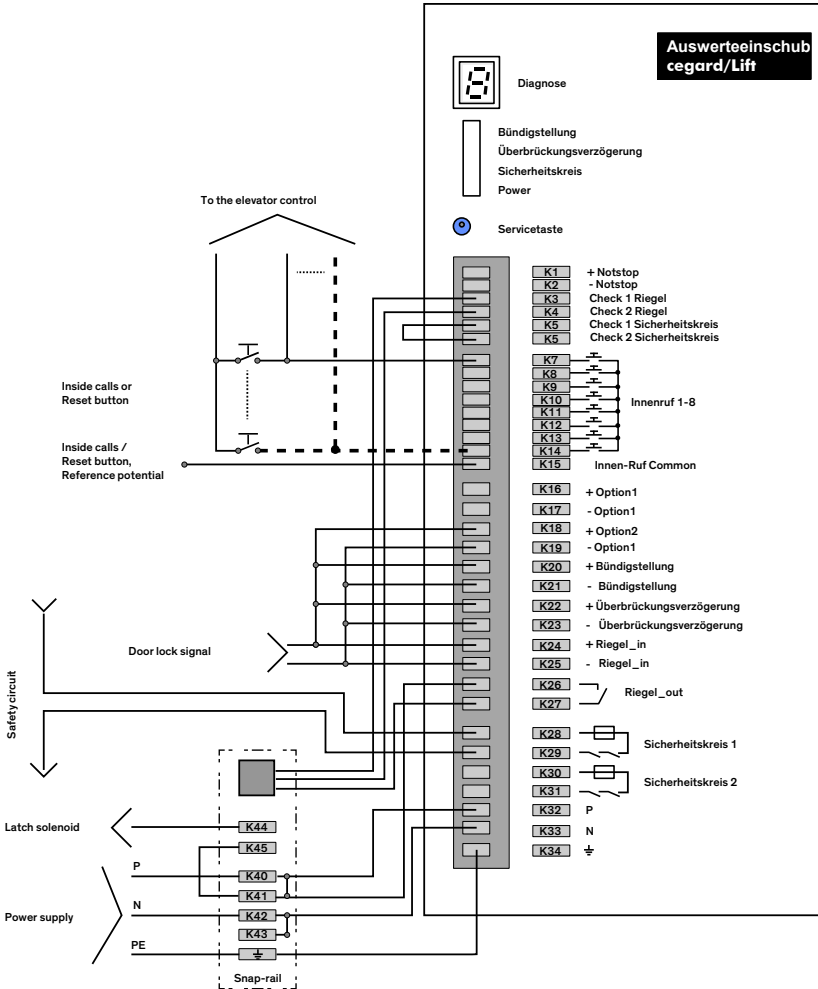 Auswerteeinschub
cegard/Lift
8
Diagnose
Bündigstellung
Überbrückungsverzögerung
Sicherheitskreis
Power
Servicetaste
To the elevator control
Inside calls or
Reset button
Inside calls /
Reset button,
Reference potential
K1 + Notstop
K2 - Notstop
K3 Check 1 Riegel
K4 Check 2 Riegel
K5 Check 1 Sicherheitskreis
K5 Check 2 Sicherheitskreis
K7
K8
K9
K10
K11
K12
K13
K14
Innenruf 1-8
K15 Innen-Ruf Common
K16 + Option1
K17 - Option1
K18 + Option2
K19 - Option1
K20 + Bündigstellung
K21 - Bündigstellung
K22 + Überbrückungsverzögerung
K23 - Überbrückungsverzögerung
K24 + Riegel_in
K25 - Riegel_in
K26
K27
Riegel_out
K28
K29
Sicherheitskreis 1
K30
K31
Sicherheitskreis 2
K32 P
K33 N
K34
Door lock signal
Safety circuit
Latch solenoid
Power supply
P
N
PE
K44
K45
K40
K41
K42
K43
Snap-rail